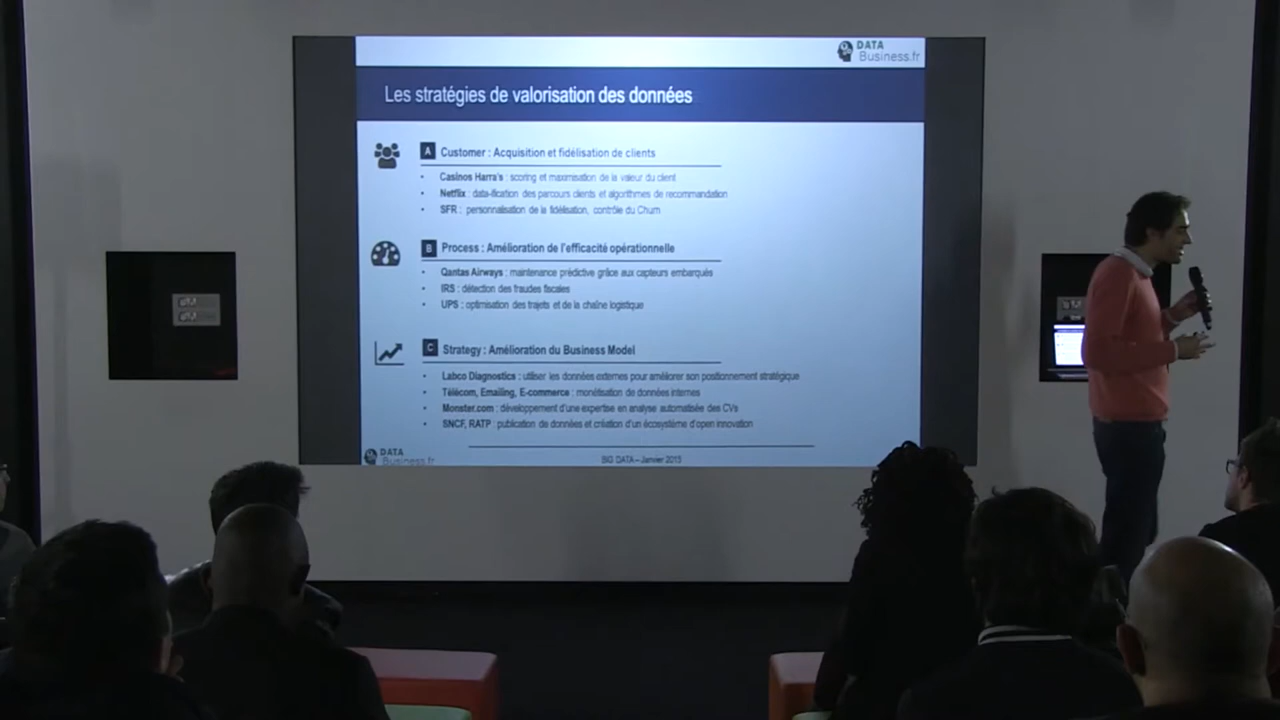 DATA
Business.fr
Les stratégies de valorisation des données
A Customer : Acquisition et fidélisation de clients
• Casinos Harra's : scoring et maximisation de la valeur du client
• Netflix : data-ification des parcours clients et algorithmes de recommandation
• SFR : personnalisation de la fidélisation, contrôle du Churn
B Process : Amélioration de l'efficacité opérationnelle
• Qantas Airways : maintenance prédictive grâce aux capteurs embarqués
• IRS : détection des fraudes fiscales
• UPS : optimisation des trajets et de la chaîne logistique
C Strategy : Amélioration du Business Model
• Labco Diagnostics : utiliser les données externes pour améliorer son positionnement stratégique
• Télécom, Emailing, E-commerce : monétisation de données internes
• Monster.com : développement d'une expertise en analyse automatisée des CVs
• SNCF, RATP : publication de données et création d'un écosystème d'open innovation
DATA
Business.fr
BIG DATA – Janvier 2015